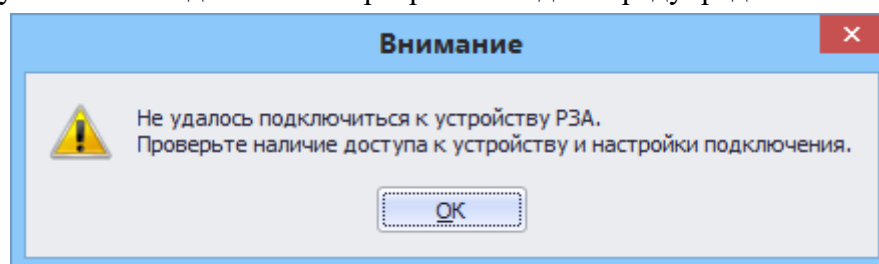 Внимание
Не удалось подключиться к устройству РЗА.
Проверьте наличие доступа к устройству и настройки подключения.
OK